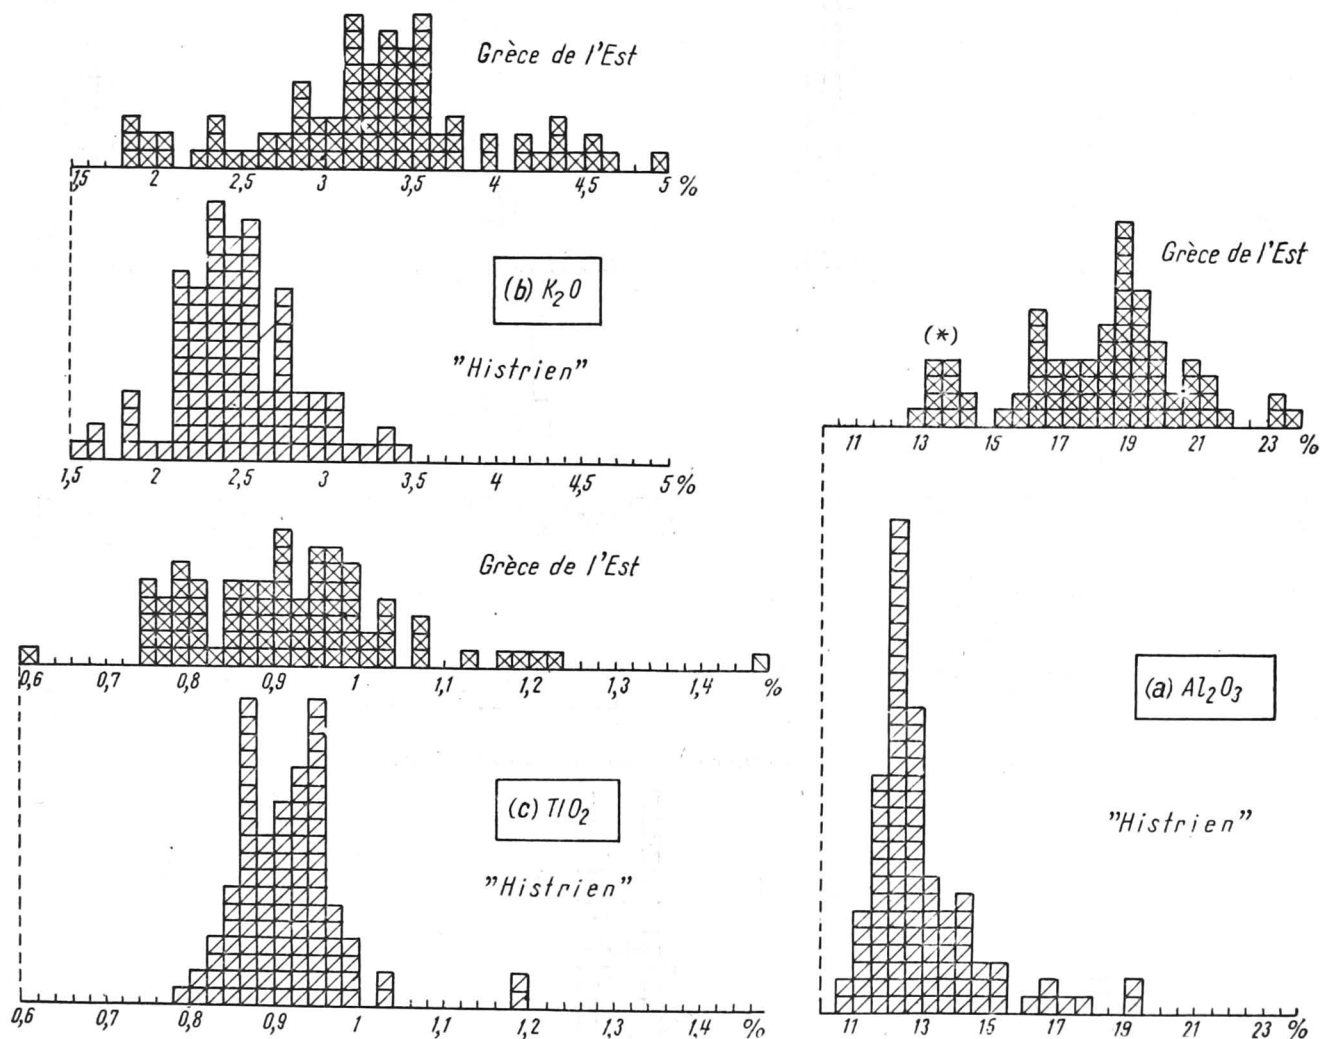 Grèce de l'Est
1,5 2 2,5 3 3,5 4 4,5 5 %
(b) K2O
"Histrien"
1,5 2 2,5 3 3,5 4 4,5 5 %
Grèce de l'Est
0,6 0,7 0,8 0,9 1 1,1 1,2 1,3 1,4 %
(c) TIO2
"Histrien"
0,6 0,7 0,8 0,9 1 1,1 1,2 1,3 1,4 %
Grèce de l'Est
(*)
11 13 15 17 19 21 23 %
(a) Al2O3
"Histrien"
11 13 15 17 19 21 23 %